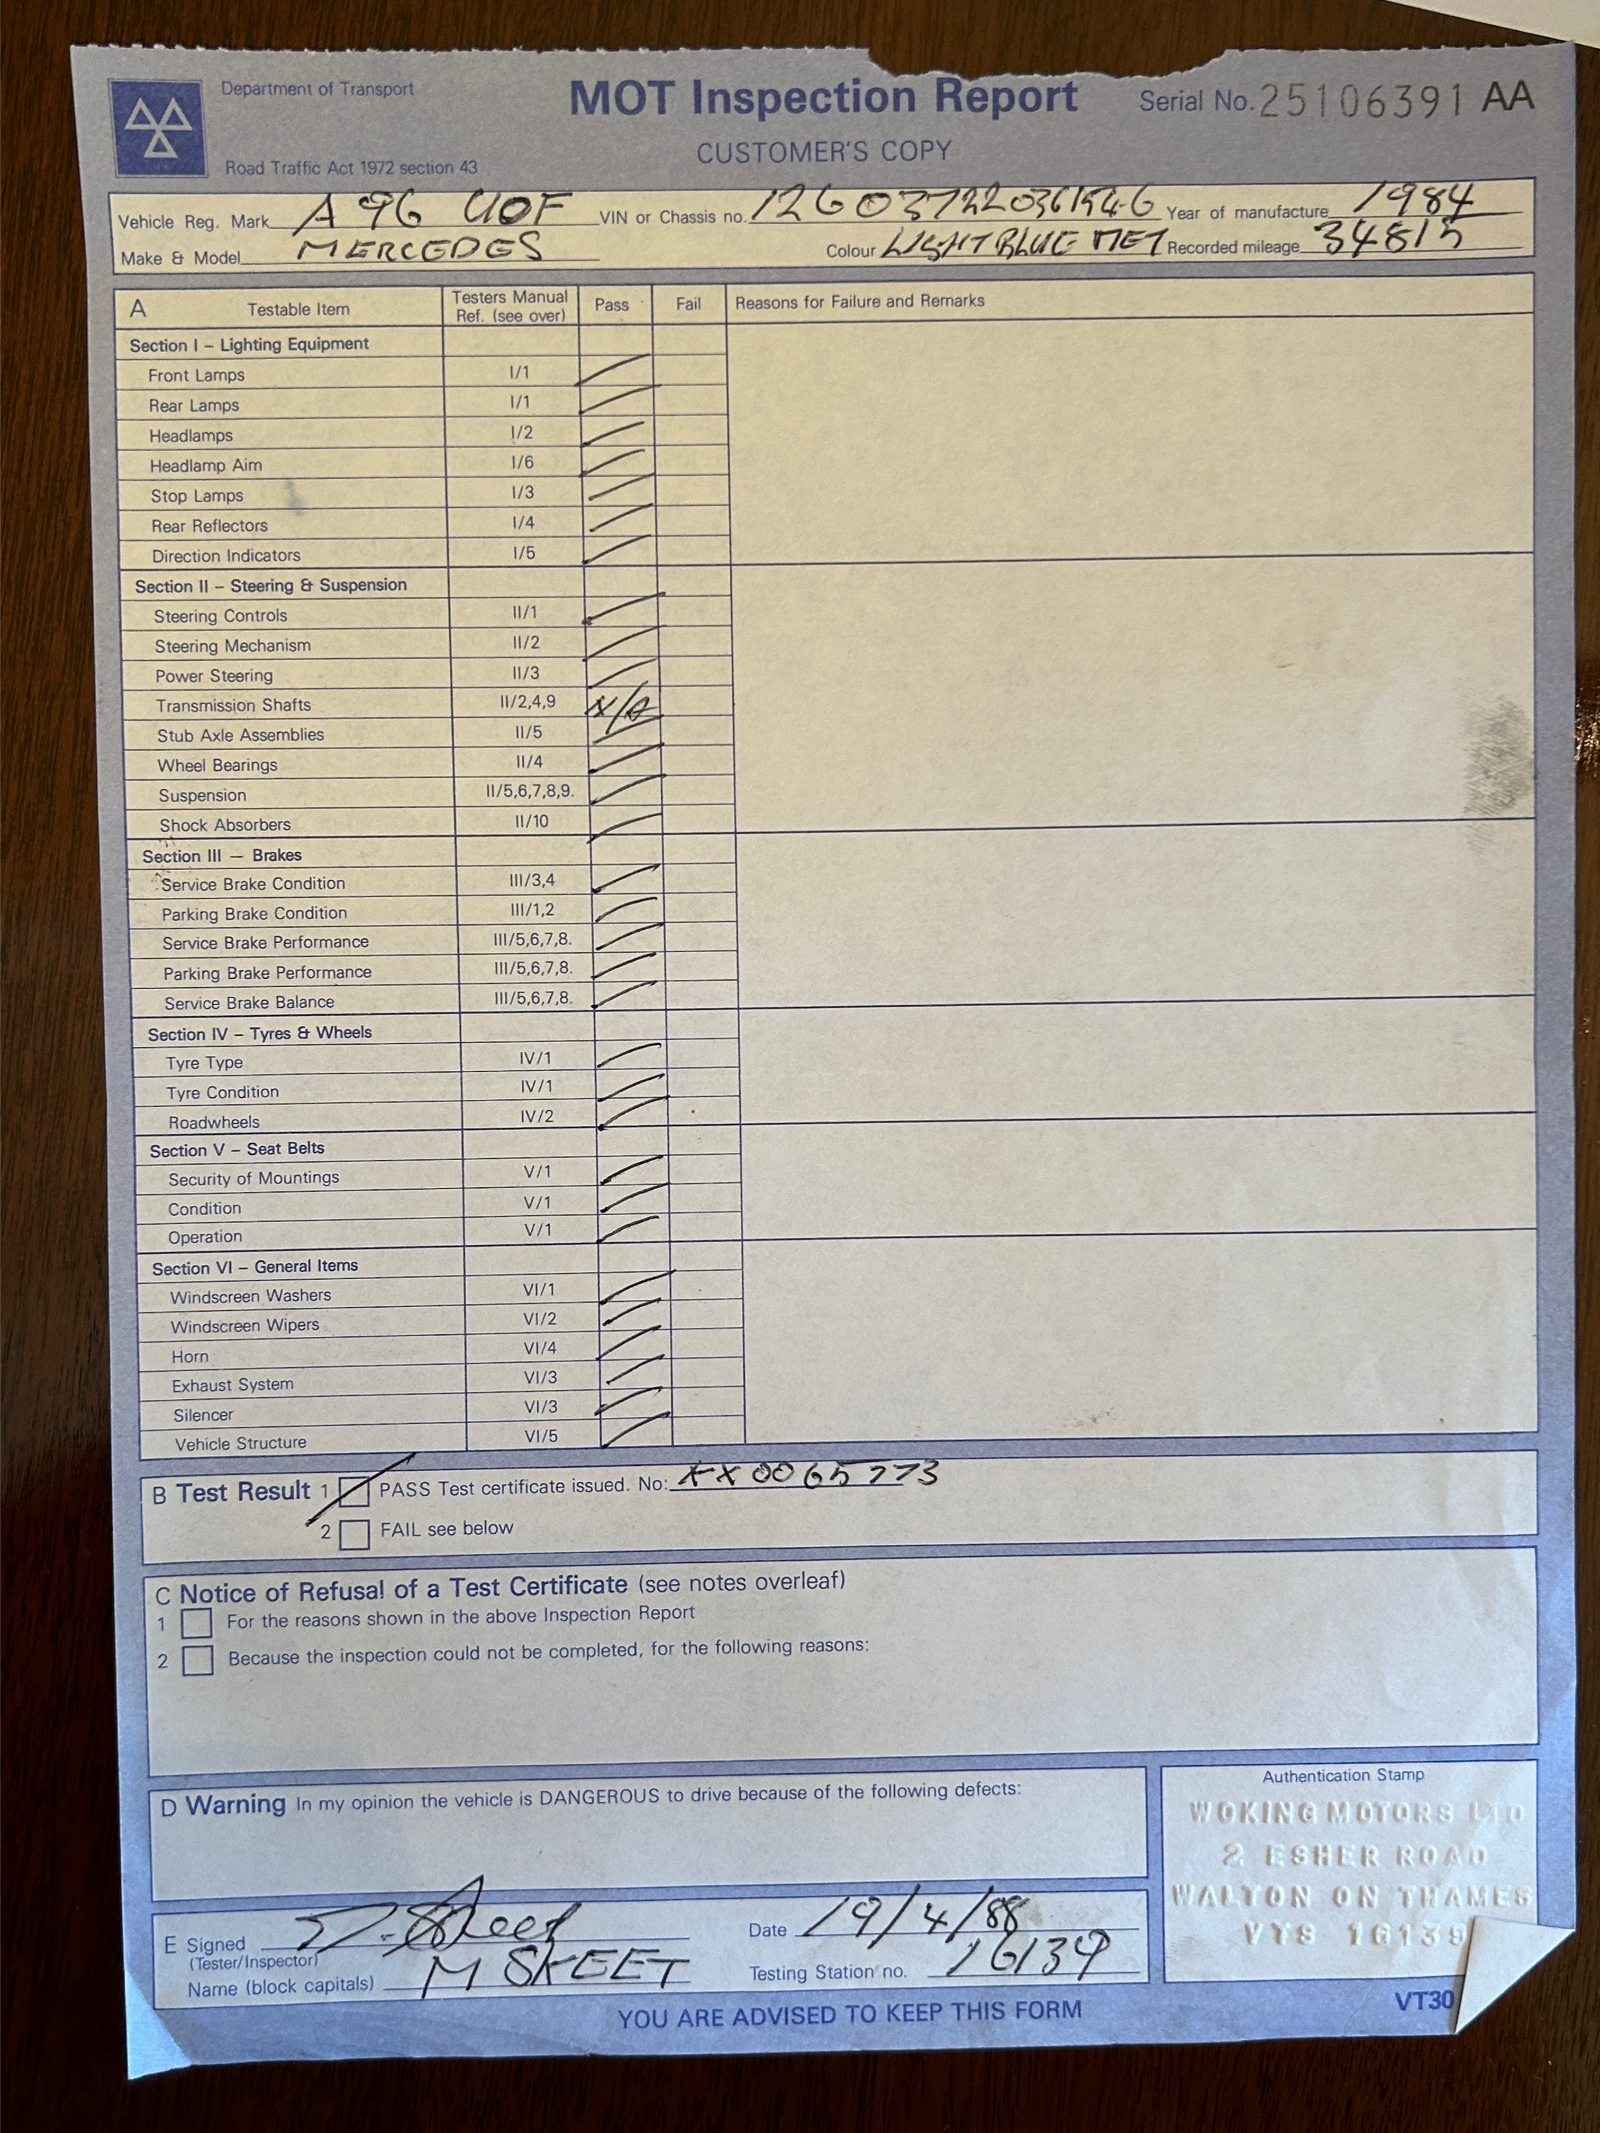 Department of Transport
MOT Inspection Report
Serial No. 25106391 AA
CUSTOMER'S COPY
Road Traffic Act 1972 section 43
Vehicle Reg. Mark A 96 UOF VIN or Chassis no. Year of manufacture 1984
Make & Model MERCEDES Colour LIGHT BLUE MET Recorded mileage 34815
A Testable Item Testers Manual Ref. (see over) Pass Fail Reasons for Failure and Remarks
Section I – Lighting Equipment
Front Lamps I/1
Rear Lamps I/1
Headlamps I/2
Headlamp Aim I/6
Stop Lamps I/3
Rear Reflectors I/4
Direction Indicators I/5
Section II – Steering & Suspension
Steering Controls II/1
Steering Mechanism II/2
Power Steering II/3
Transmission Shafts II/2,4,9 N/A
Stub Axle Assemblies II/5
Wheel Bearings II/4
Suspension II/5,6,7,8,9.
Shock Absorbers II/10
Section III — Brakes
Service Brake Condition III/3,4
Parking Brake Condition III/1,2
Service Brake Performance III/5,6,7,8.
Parking Brake Performance III/5,6,7,8.
Service Brake Balance III/5,6,7,8.
Section IV – Tyres & Wheels
Tyre Type IV/1
Tyre Condition IV/1
Roadwheels IV/2
Section V – Seat Belts
Security of Mountings V/1
Condition V/1
Operation V/1
Section VI – General Items
Windscreen Washers VI/1
Windscreen Wipers VI/2
Horn VI/4
Exhaust System VI/3
Silencer VI/3
Vehicle Structure VI/5
B Test Result 1 PASS Test certificate issued. No: XX0065773
2 FAIL see below
C Notice of Refusal of a Test Certificate (see notes overleaf)
1 For the reasons shown in the above Inspection Report
2 Because the inspection could not be completed, for the following reasons:
D Warning In my opinion the vehicle is DANGEROUS to drive because of the following defects:
Authentication Stamp
WOKING MOTORS LTD
2 ESHER ROAD
WALTON ON THAMES
VTS 16139
E Signed Skeet Date 19/4/88
(Tester/Inspector)
Name (block capitals) M SKEET Testing Station no. 16139
YOU ARE ADVISED TO KEEP THIS FORM
VT30